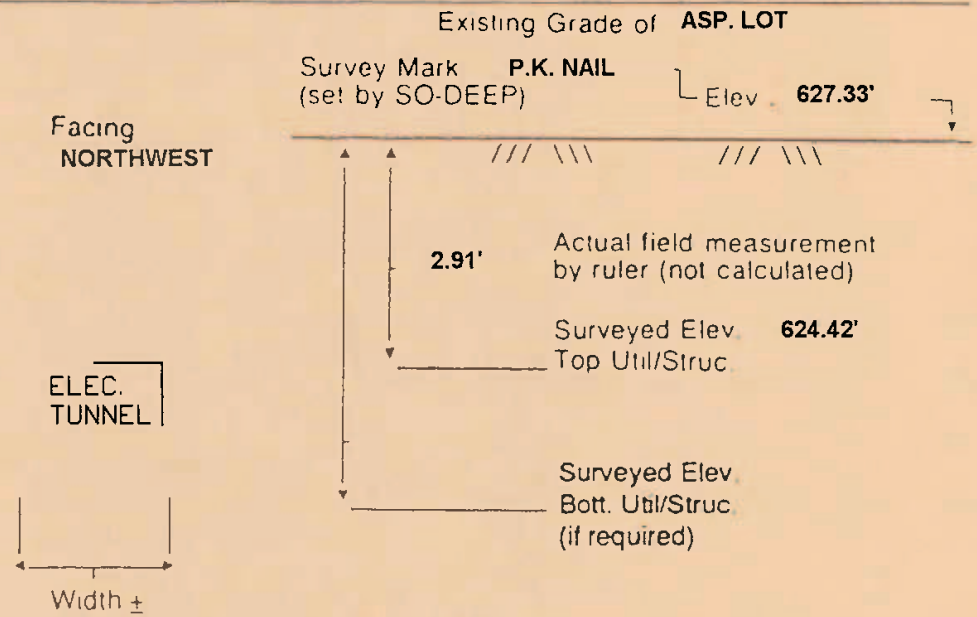 Existing Grade of ASP. LOT
Survey Mark P.K. NAIL
(set by SO-DEEP)
Elev. 627.33'
Facing
NORTHWEST
/// \\\ /// \\\
2.91'
Actual field measurement
by ruler (not calculated)
Surveyed Elev. 624.42'
Top Util/Struc.
ELEC.
TUNNEL
Surveyed Elev.
Bott. Util/Struc.
(if required)
Width ±